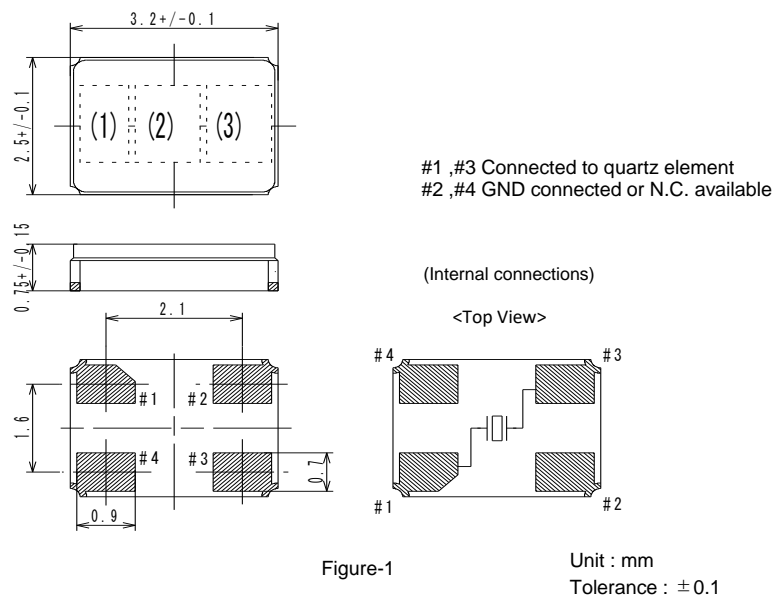 3.2+/-0.1
2.5+/-0.1
(1) (2) (3)
#1 ,#3 Connected to quartz element
#2 ,#4 GND connected or N.C. available
0.75+/-0.15
(Internal connections)
2.1
<Top View>
#4 #3
#1 #2
1.6
#4 #3
0.7
#1 #2
0.9
Figure-1
Unit : mm
Tolerance : ±0.1